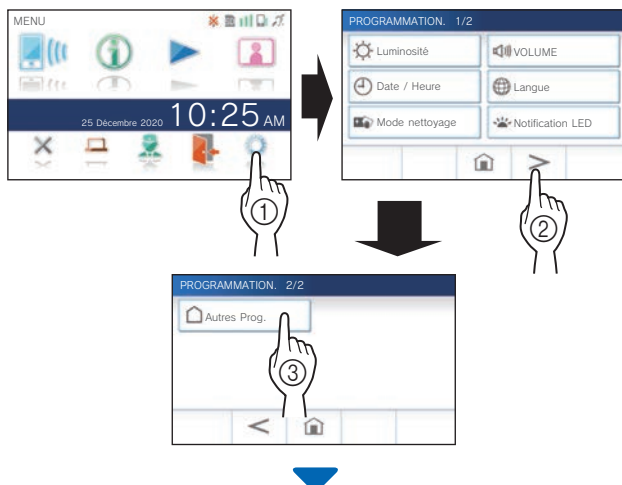 MENU
25 Décembre 2020 10:25 AM
①
PROGRAMMATION. 1/2
Luminosité
VOLUME
Date / Heure
Langue
Mode nettoyage
Notification LED
②
PROGRAMMATION. 2/2
Autres Prog.
③